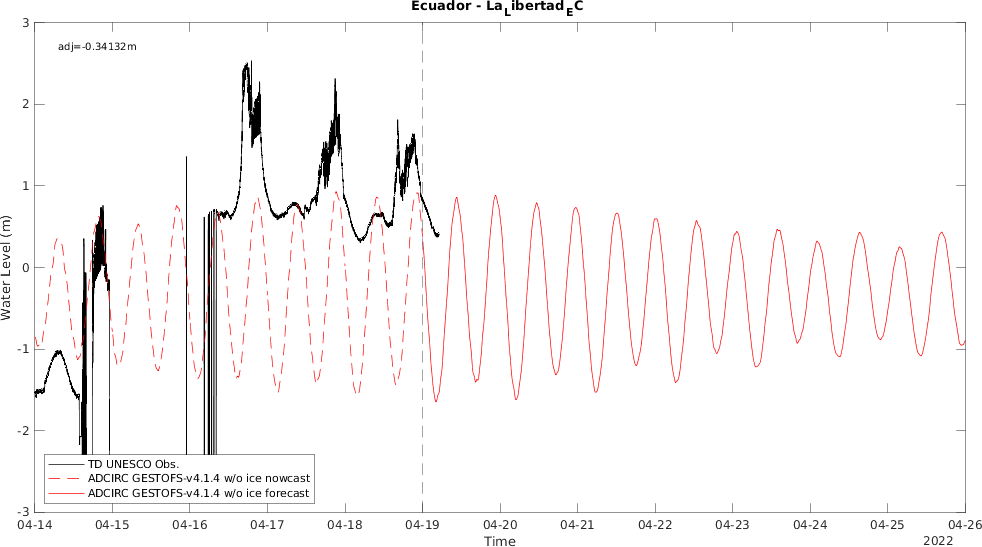 Ecuador - LaLibertadEC
adj=-0.34132m
3
2
1
0
-1
-2
-3
Water Level (m)
TD UNESCO Obs.
ADCIRC GESTOFS-v4.1.4 w/o ice nowcast
ADCIRC GESTOFS-v4.1.4 w/o ice forecast
04-14 04-15 04-16 04-17 04-18 04-19 04-20 04-21 04-22 04-23 04-24 04-25 04-26
Time
2022